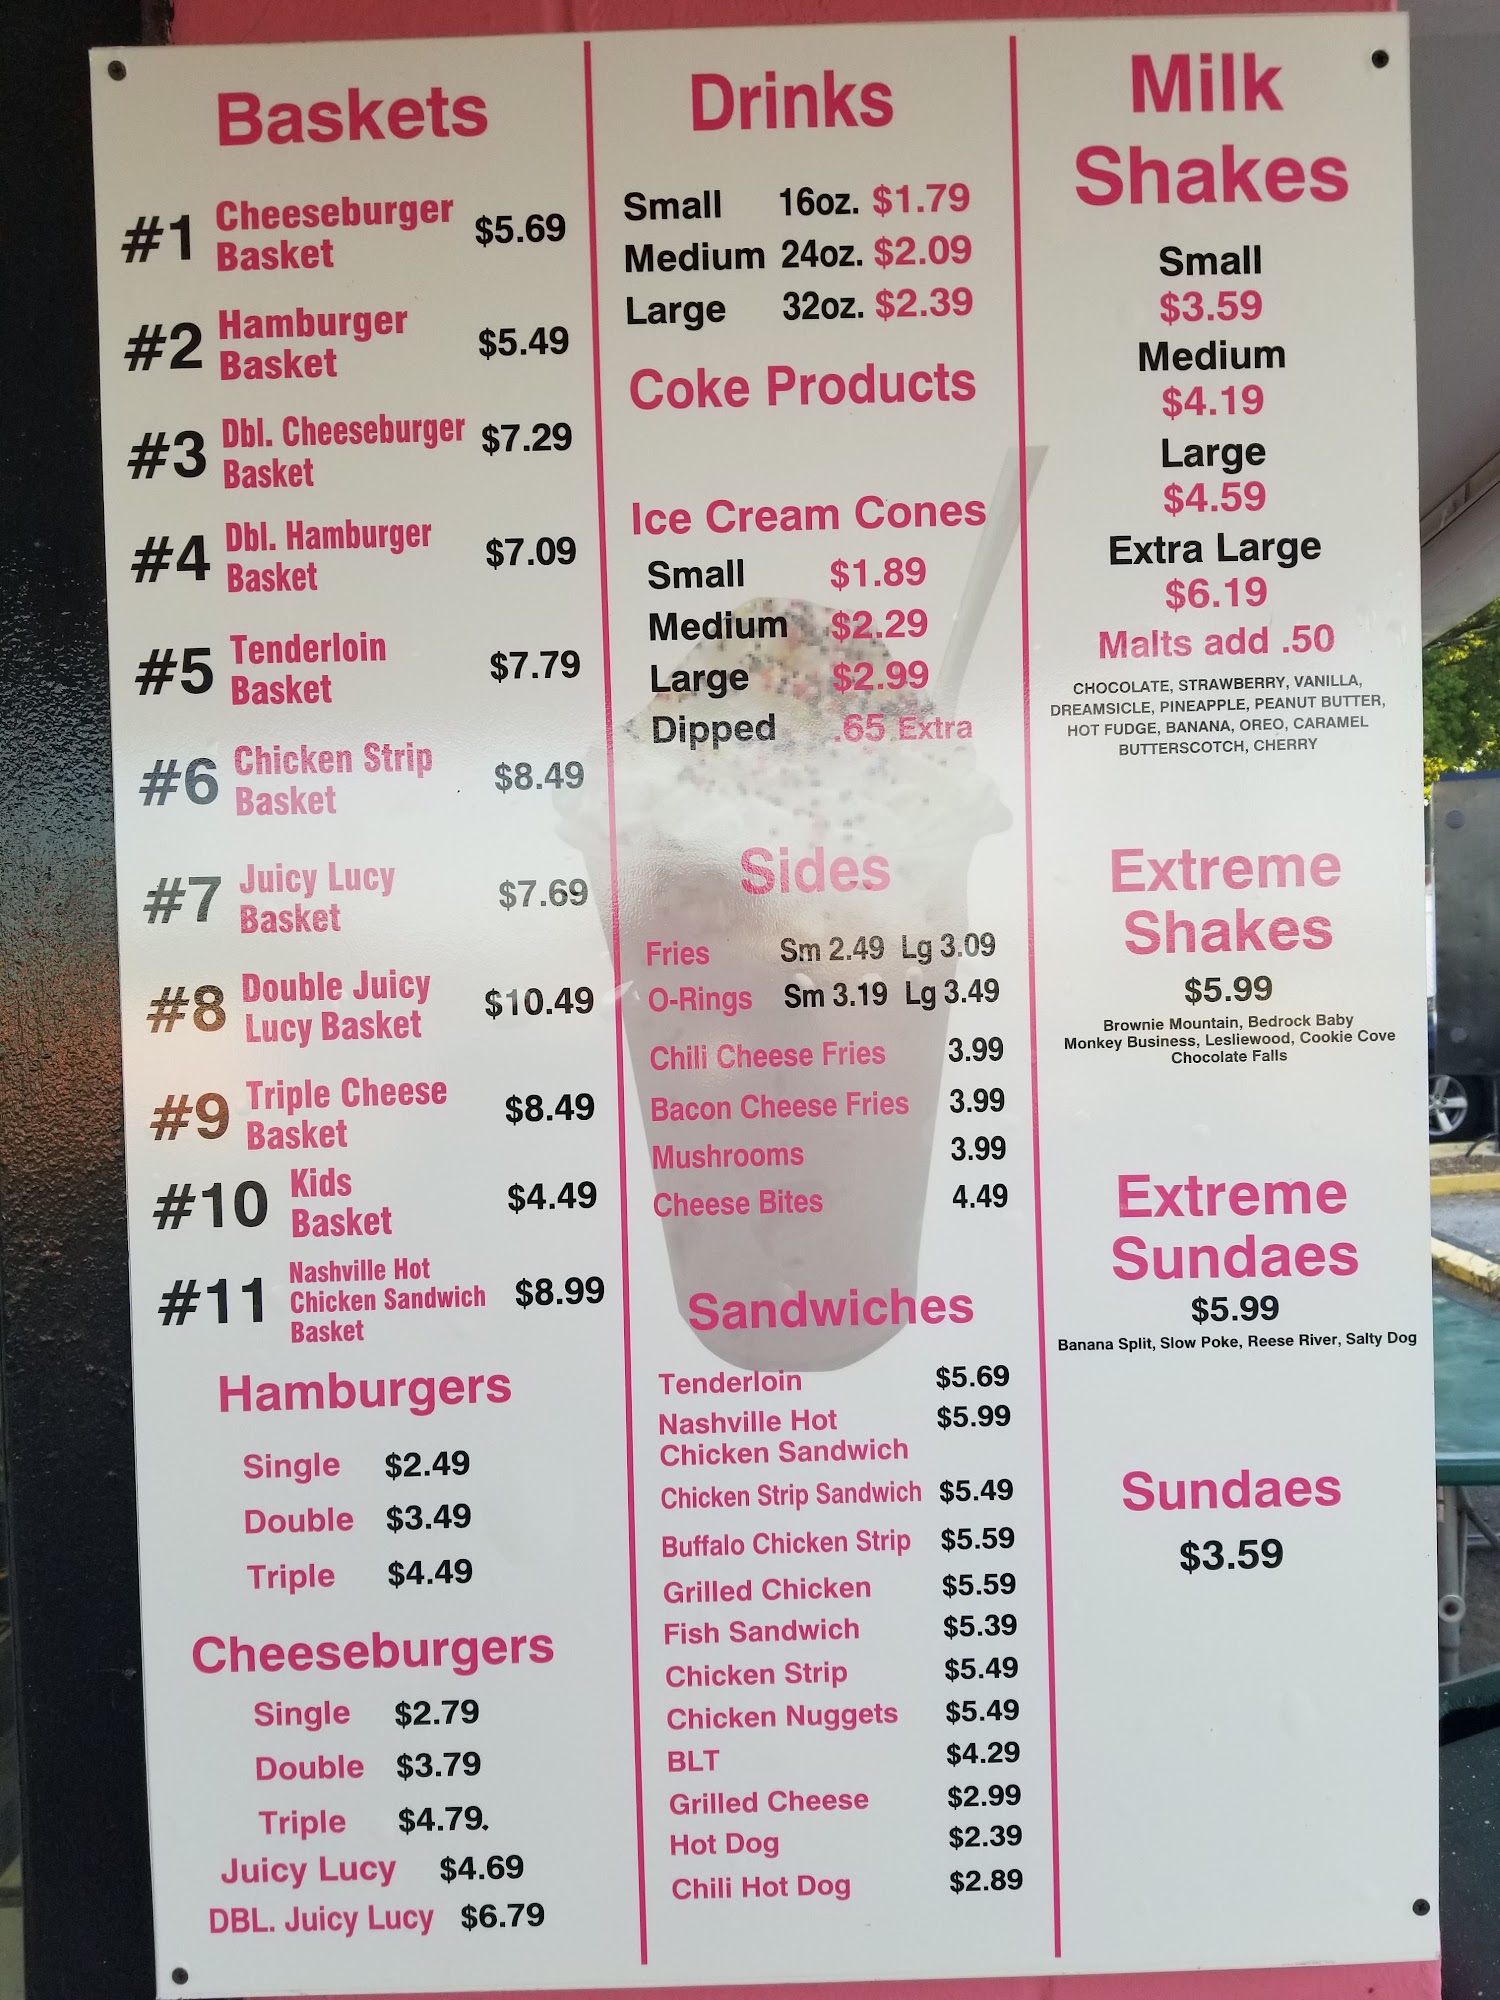 Baskets
#1 Cheeseburger Basket $5.69
#2 Hamburger Basket $5.49
#3 Dbl. Cheeseburger Basket $7.29
#4 Dbl. Hamburger Basket $7.09
#5 Tenderloin Basket $7.79
#6 Chicken Strip Basket $8.49
#7 Juicy Lucy Basket $7.69
#8 Double Juicy Lucy Basket $10.49
#9 Triple Cheese Basket $8.49
#10 Kids Basket $4.49
#11 Nashville Hot Chicken Sandwich Basket $8.99
Hamburgers
Single $2.49
Double $3.49
Triple $4.49
Cheeseburgers
Single $2.79
Double $3.79
Triple $4.79.
Juicy Lucy $4.69
DBL. Juicy Lucy $6.79
Drinks
Small 16oz. $1.79
Medium 24oz. $2.09
Large 32oz. $2.39
Coke Products
Ice Cream Cones
Small $1.89
Medium $2.29
Large $2.99
Dipped .65 Extra
Sides
Fries Sm 2.49 Lg 3.09
O-Rings Sm 3.19 Lg 3.49
Chili Cheese Fries 3.99
Bacon Cheese Fries 3.99
Mushrooms 3.99
Cheese Bites 4.49
Sandwiches
Tenderloin $5.69
Nashville Hot $5.99
Chicken Sandwich
Chicken Strip Sandwich $5.49
Buffalo Chicken Strip $5.59
Grilled Chicken $5.59
Fish Sandwich $5.39
Chicken Strip $5.49
Chicken Nuggets $5.49
BLT $4.29
Grilled Cheese $2.99
Hot Dog $2.39
Chili Hot Dog $2.89
Milk
Shakes
Small
$3.59
Medium
$4.19
Large
$4.59
Extra Large
$6.19
Malts add .50
CHOCOLATE, STRAWBERRY, VANILLA,
DREAMSICLE, PINEAPPLE, PEANUT BUTTER,
HOT FUDGE, BANANA, OREO, CARAMEL
BUTTERSCOTCH, CHERRY
Extreme
Shakes
$5.99
Brownie Mountain, Bedrock Baby
Monkey Business, Lesliewood, Cookie Cove
Chocolate Falls
Extreme
Sundaes
$5.99
Banana Split, Slow Poke, Reese River, Salty Dog
Sundaes
$3.59